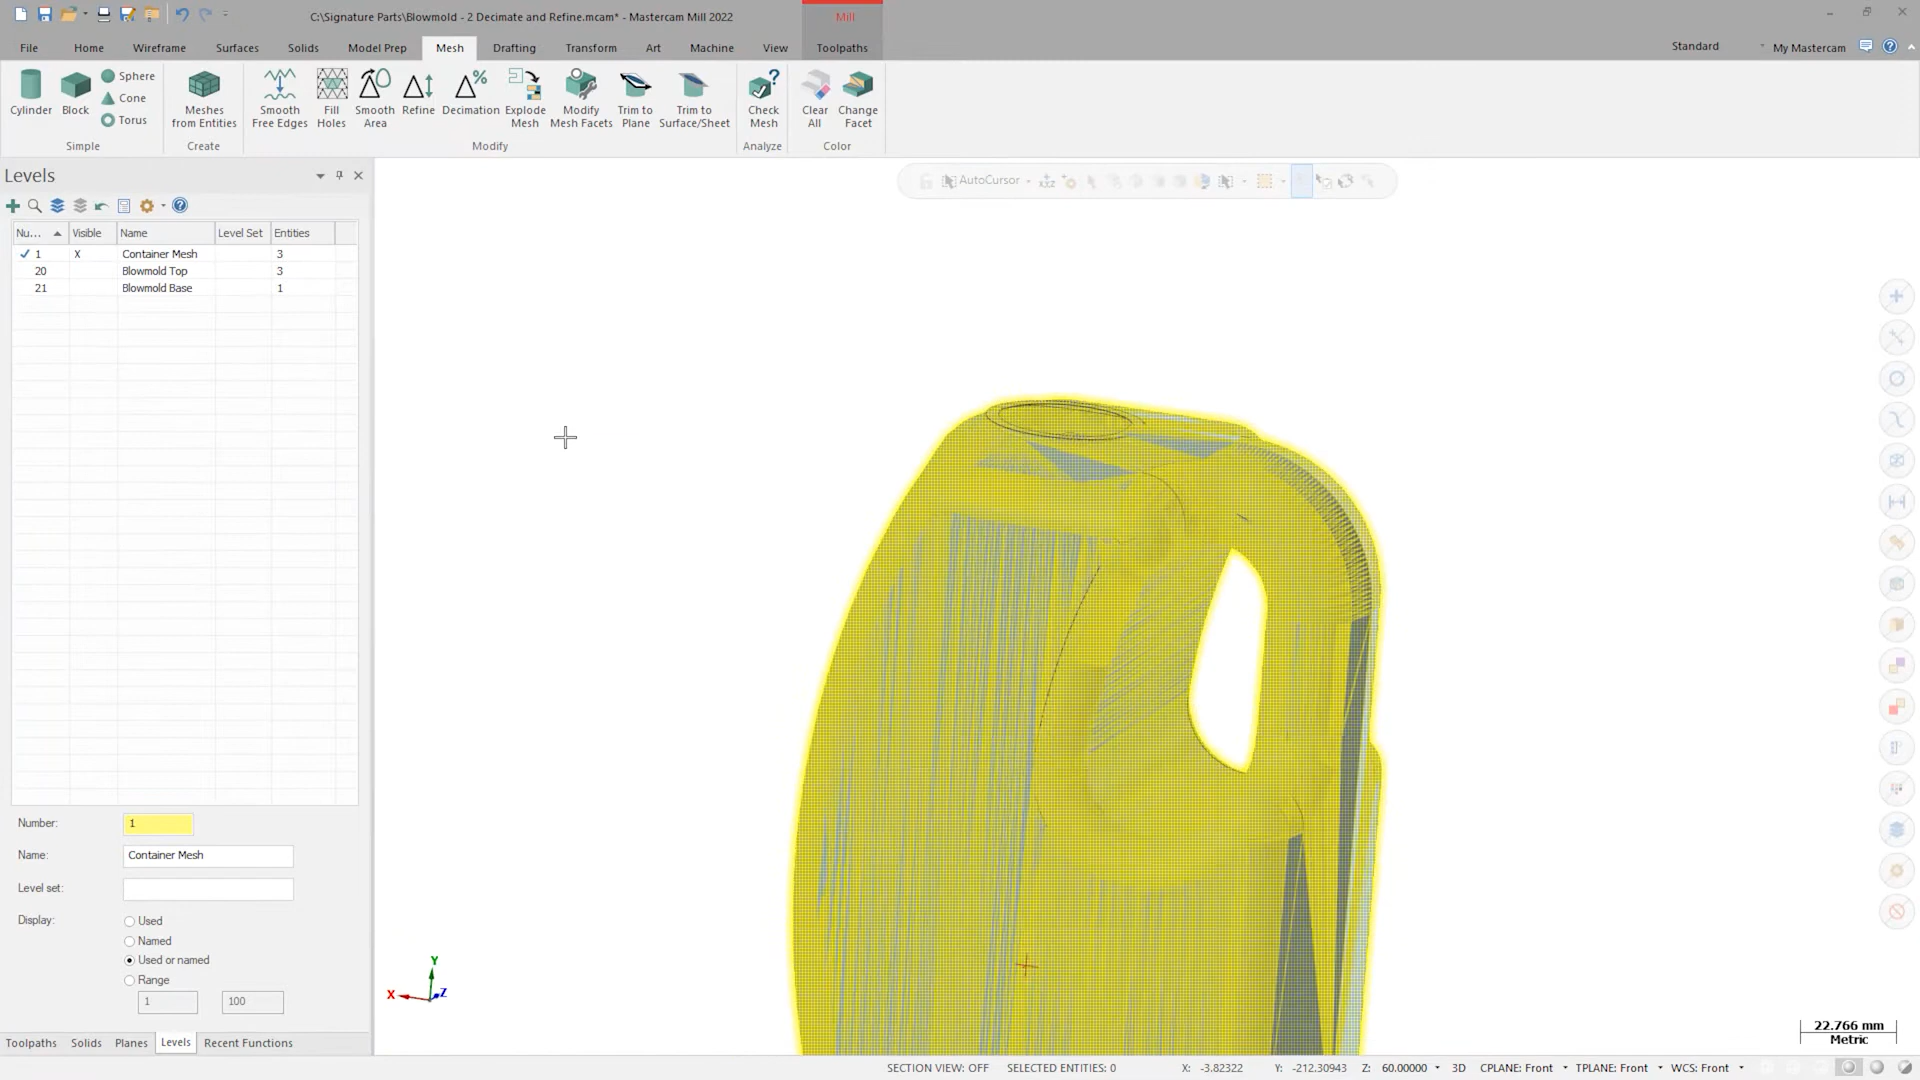 C:\Signature Parts\Blowmold - 2 Decimate and Refine.mcam* - Mastercam Mill 2022
Mill
File Home Wireframe Surfaces Solids Model Prep Mesh Drafting Transform Art Machine View Toolpaths
Standard My Mastercam
Cylinder Block Sphere Cone Torus
Simple
Meshes from Entities
Create
Smooth Free Edges Fill Holes Smooth Area Refine Decimation Explode Mesh Modify Mesh Facets Trim to Plane Trim to Surface/Sheet
Modify
Check Mesh
Analyze
Clear All Change Facet
Color
Levels
AutoCursor
Nu... Visible Name Level Set Entities
1 X Container Mesh 3
20 Blowmold Top 3
21 Blowmold Base 1
Number: 1
Name: Container Mesh
Level set:
Display: Used
Named
Used or named
Range
1 100
Y
X Z
22.766 mm
Metric
Toolpaths Solids Planes Levels Recent Functions
SECTION VIEW: OFF SELECTED ENTITIES: 0 X: -3.82322 Y: -212.30943 Z: 60.00000 3D CPLANE: Front TPLANE: Front WCS: Front